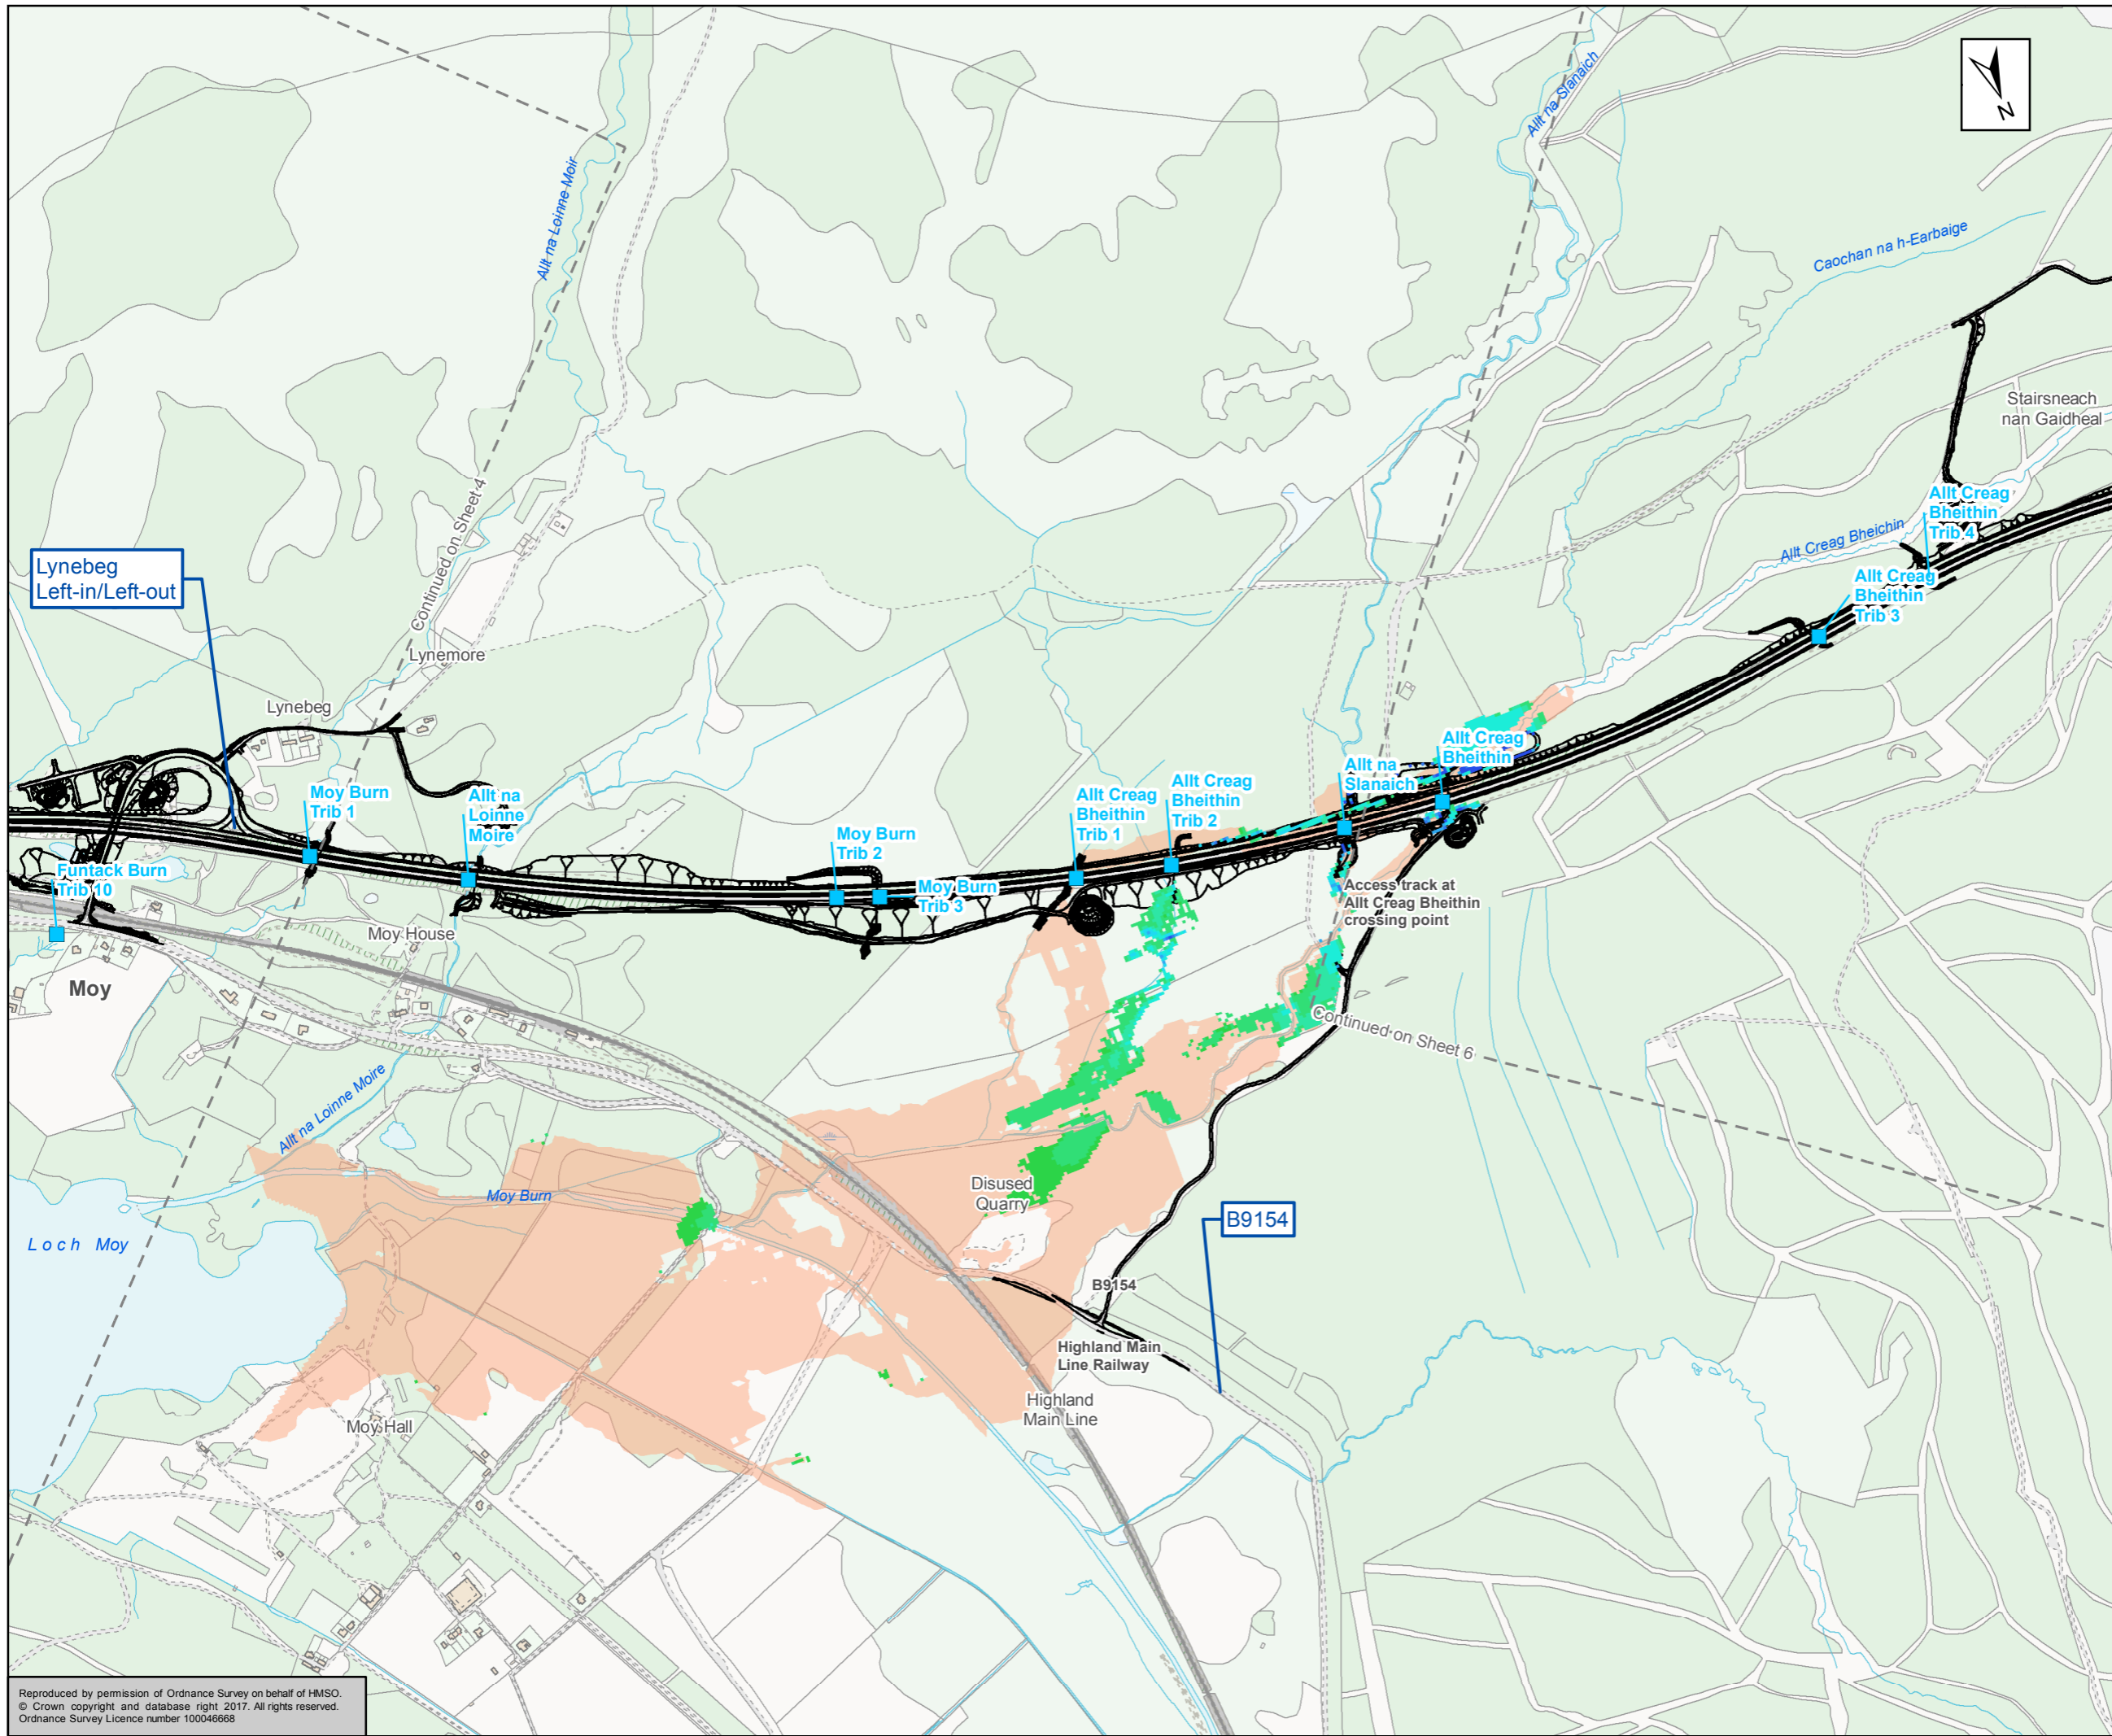 N
Allt na Slanaich
Allt na Loinne Moir
Caochan na h-Earbaige
Stairsneach
nan Gaidheal
Continued on Sheet 4
Allt Creag
Bheithin
Trib 4
Allt Creag Bheichin
Lynebeg
Left-in/Left-out
Allt Creag
Bheithin
Trib 3
Lynemore
Lynebeg
Allt Creag
Bheithin
Allt na
Slanaich
Moy Burn
Trib 1
Allt na
Loinne
Moire
Allt Creag
Bheithin
Trib 1
Allt Creag
Bheithin
Trib 2
Moy Burn
Trib 2
Moy Burn
Trib 3
Funtack Burn
Trib 10
Access track at
Allt Creag Bheithin
crossing point
Moy House
Moy
Continued on Sheet 6
Allt na Loinne Moire
Disused
Quarry
Moy Burn
Loch Moy
B9154
B9154
Highland Main
Line Railway
Highland
Main Line
Moy Hall
Reproduced by permission of Ordnance Survey on behalf of HMSO.
© Crown copyright and database right 2017. All rights reserved.
Ordnance Survey Licence number 100046668